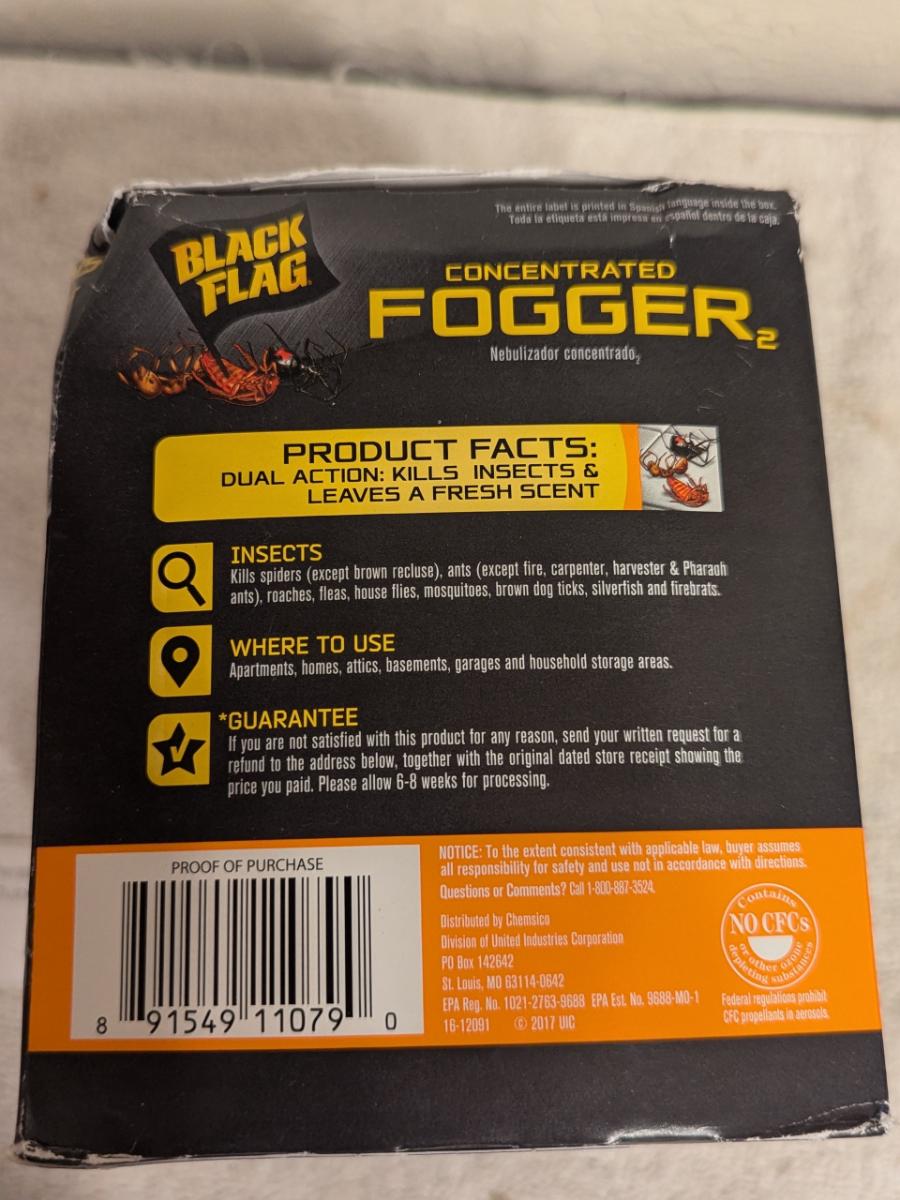 The entire label is printed in Spanish language inside the box.
Toda la etiqueta está impresa en español dentro de la caja.
BLACK
FLAG®
CONCENTRATED
FOGGER2
Nebulizador concentrado2
PRODUCT FACTS:
DUAL ACTION: KILLS INSECTS &
LEAVES A FRESH SCENT
INSECTS
Kills spiders (except brown recluse), ants (except fire, carpenter, harvester & Pharaoh
ants), roaches, fleas, house flies, mosquitoes, brown dog ticks, silverfish and firebrats.
WHERE TO USE
Apartments, homes, attics, basements, garages and household storage areas.
*GUARANTEE
If you are not satisfied with this product for any reason, send your written request for a
refund to the address below, together with the original dated store receipt showing the
price you paid. Please allow 6-8 weeks for processing.
PROOF OF PURCHASE
8 91549 11079 0
NOTICE: To the extent consistent with applicable law, buyer assumes
all responsibility for safety and use not in accordance with directions.
Questions or Comments? Call 1-800-887-3524.
Distributed by Chemsico
Division of United Industries Corporation
PO Box 142642
St. Louis, MO 63114-0642
EPA Reg. No. 1021-2763-9688 EPA Est. No. 9688-MO-1
16-12091 © 2017 UIC
Contains
NO CFCs
or other ozone
depleting substances
Federal regulations prohibit
CFC propellants in aerosols.